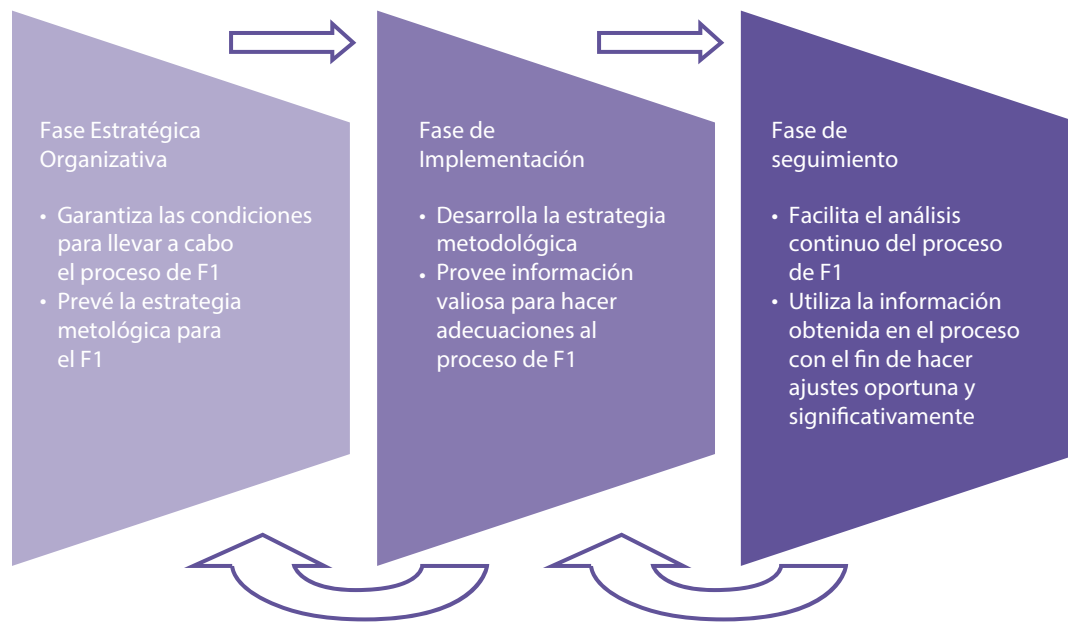 Fase Estratégica
Organizativa
• Garantiza las condiciones
para llevar a cabo
el proceso de F1
• Prevé la estrategia
metológica para
el F1
Fase de
Implementación
• Desarrolla la estrategia
metodológica
• Provee información
valiosa para hacer
adecuaciones al
proceso de F1
Fase de
seguimiento
• Facilita el análisis
continuo del proceso
de F1
• Utiliza la información
obtenida en el proceso
con el fin de hacer
ajustes oportuna y
significativamente